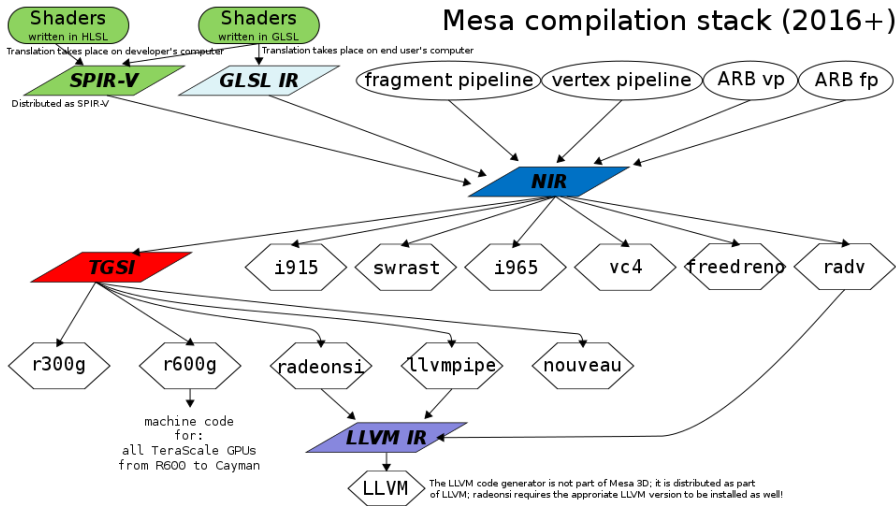 Mesa compilation stack (2016+)
Shaders
written in HLSL
Shaders
written in GLSL
Translation takes place on developer's computer
Translation takes place on end user's computer
SPIR-V
GLSL IR
fragment pipeline
vertex pipeline
ARB vp
ARB fp
Distributed as SPIR-V
NIR
TGSI
i915
swrast
i965
vc4
freedreno
radv
r300g
r600g
radeonsi
llvmpipe
nouveau
machine code
for:
all TeraScale GPUs
from R600 to Cayman
LLVM IR
LLVM
The LLVM code generator is not part of Mesa 3D; it is distributed as part
of LLVM; radeonsi requires the approriate LLVM version to be installed as well!